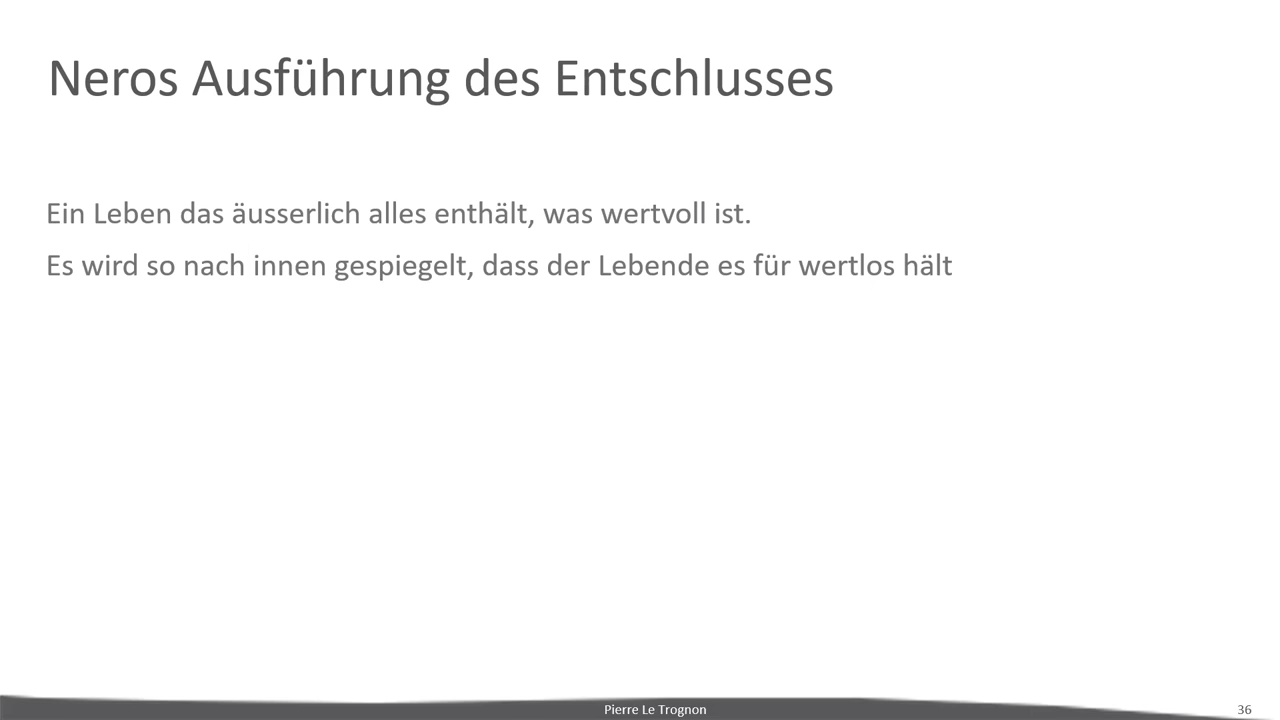 Neros Ausführung des Entschlusses
Ein Leben das äusserlich alles enthält, was wertvoll ist.
Es wird so nach innen gespiegelt, dass der Lebende es für wertlos hält
Pierre Le Trognon
36